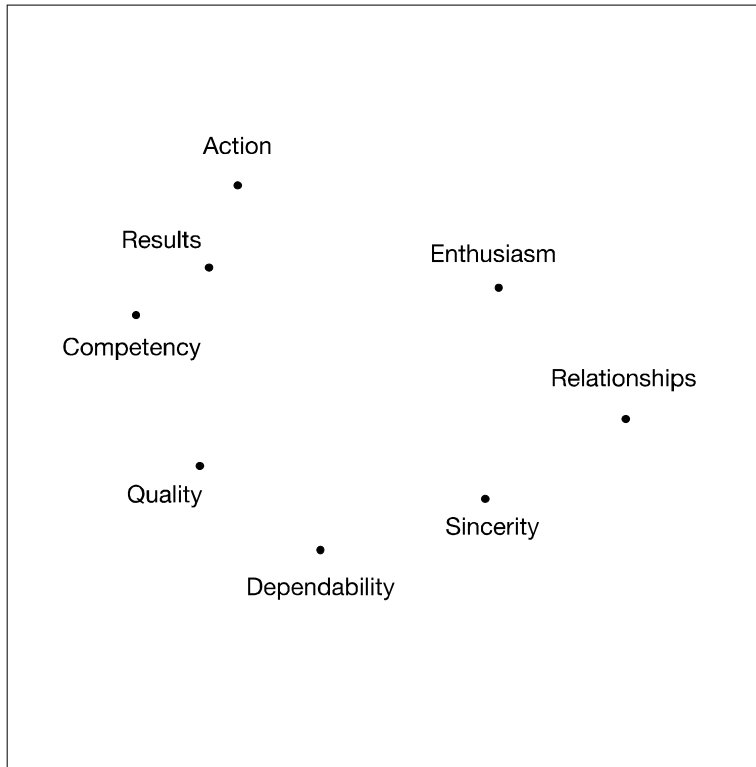 Action
Results
Enthusiasm
Competency
Relationships
Quality
Sincerity
Dependability